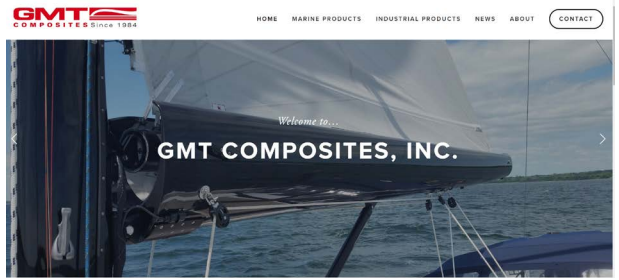 GMT
COMPOSITES Since 1984
HOME MARINE PRODUCTS INDUSTRIAL PRODUCTS NEWS ABOUT CONTACT
Welcome to...
GMT COMPOSITES, INC.